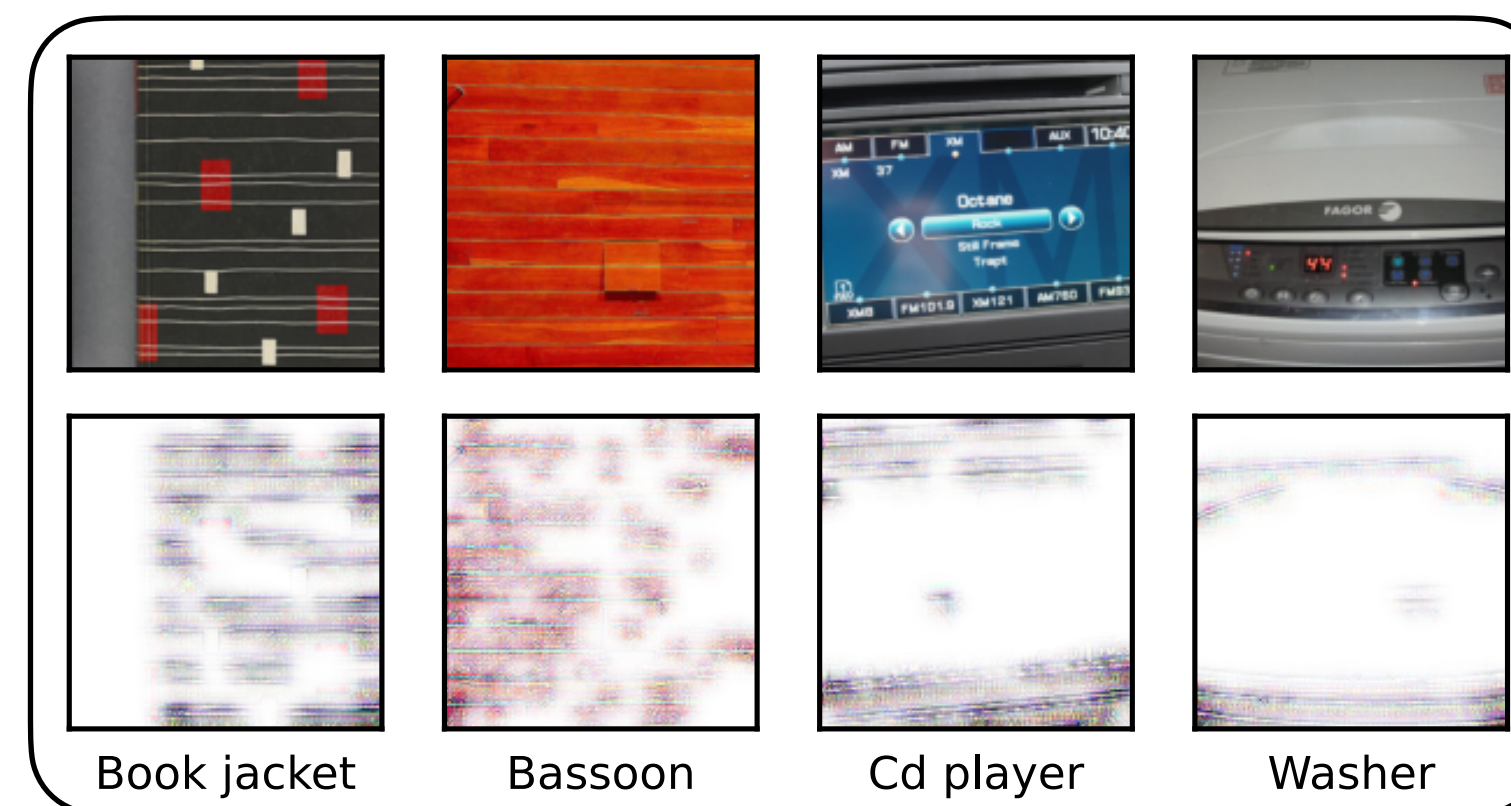 AM FM XM AUX 10:40
XM 37
Octane
Rock
Still Frame
Trapt
XM8 FM101.9 XM121 AM760 FM93
FAGOR
44
Book jacket Bassoon Cd player Washer